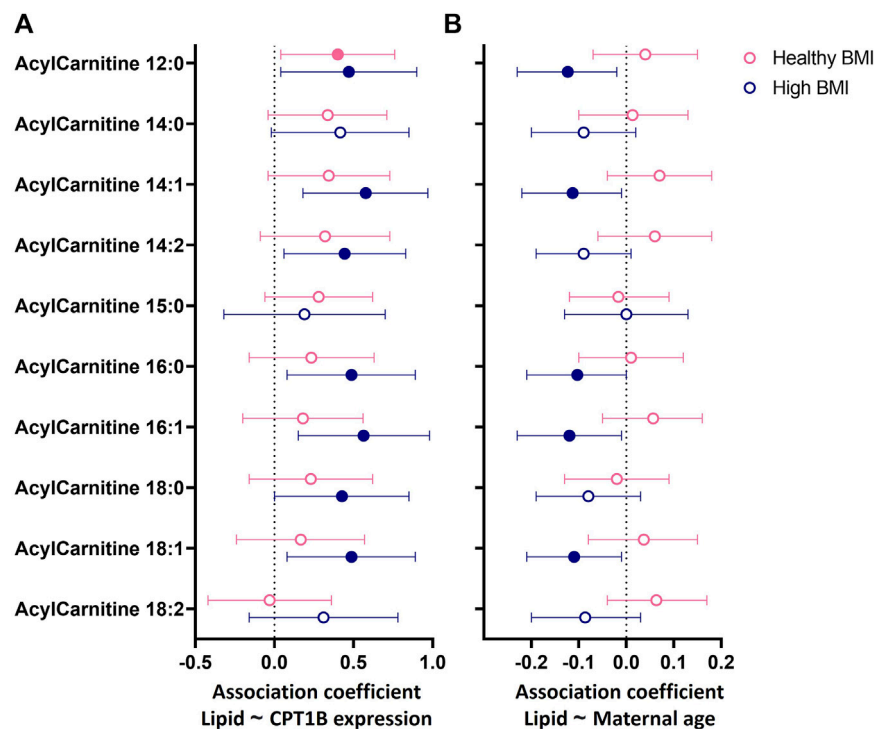 A
B
AcylCarnitine 12:0
AcylCarnitine 14:0
AcylCarnitine 14:1
AcylCarnitine 14:2
AcylCarnitine 15:0
AcylCarnitine 16:0
AcylCarnitine 16:1
AcylCarnitine 18:0
AcylCarnitine 18:1
AcylCarnitine 18:2
Healthy BMI
High BMI
-0.5 0.0 0.5 1.0
Association coefficient
Lipid ~ CPT1B expression
-0.2 -0.1 0.0 0.1 0.2
Association coefficient
Lipid ~ Maternal age